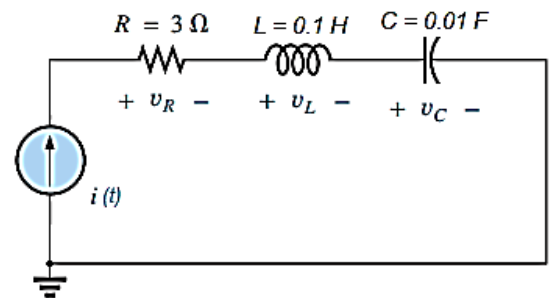 R = 3 Ω L = 0.1 H C = 0.01 F
+ v_R − + v_L − + v_C −
i (t)